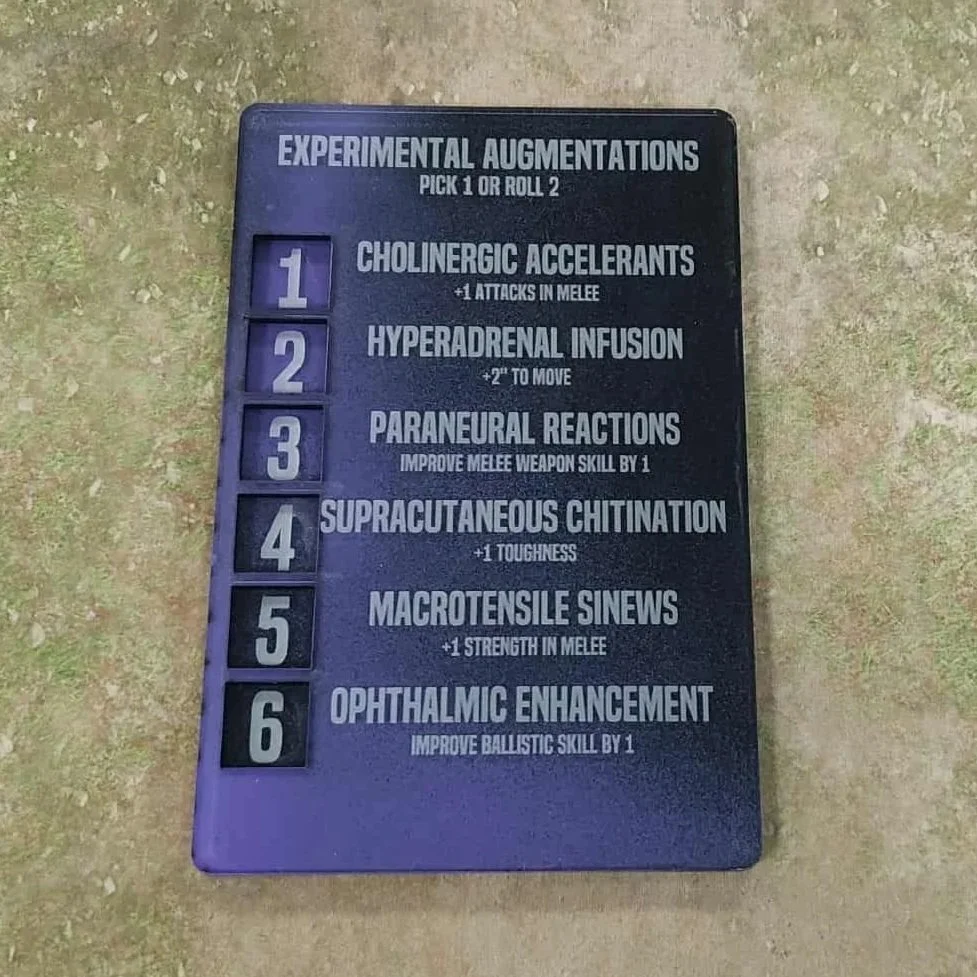 EXPERIMENTAL AUGMENTATIONS
PICK 1 OR ROLL 2
1 CHOLINERGIC ACCELERANTS
+1 ATTACKS IN MELEE
2 HYPERADRENAL INFUSION
+2" TO MOVE
3 PARANEURAL REACTIONS
IMPROVE MELEE WEAPON SKILL BY 1
4 SUPRACUTANEOUS CHITINATION
+1 TOUGHNESS
5 MACROTENSILE SINEWS
+1 STRENGTH IN MELEE
6 OPHTHALMIC ENHANCEMENT
IMPROVE BALLISTIC SKILL BY 1